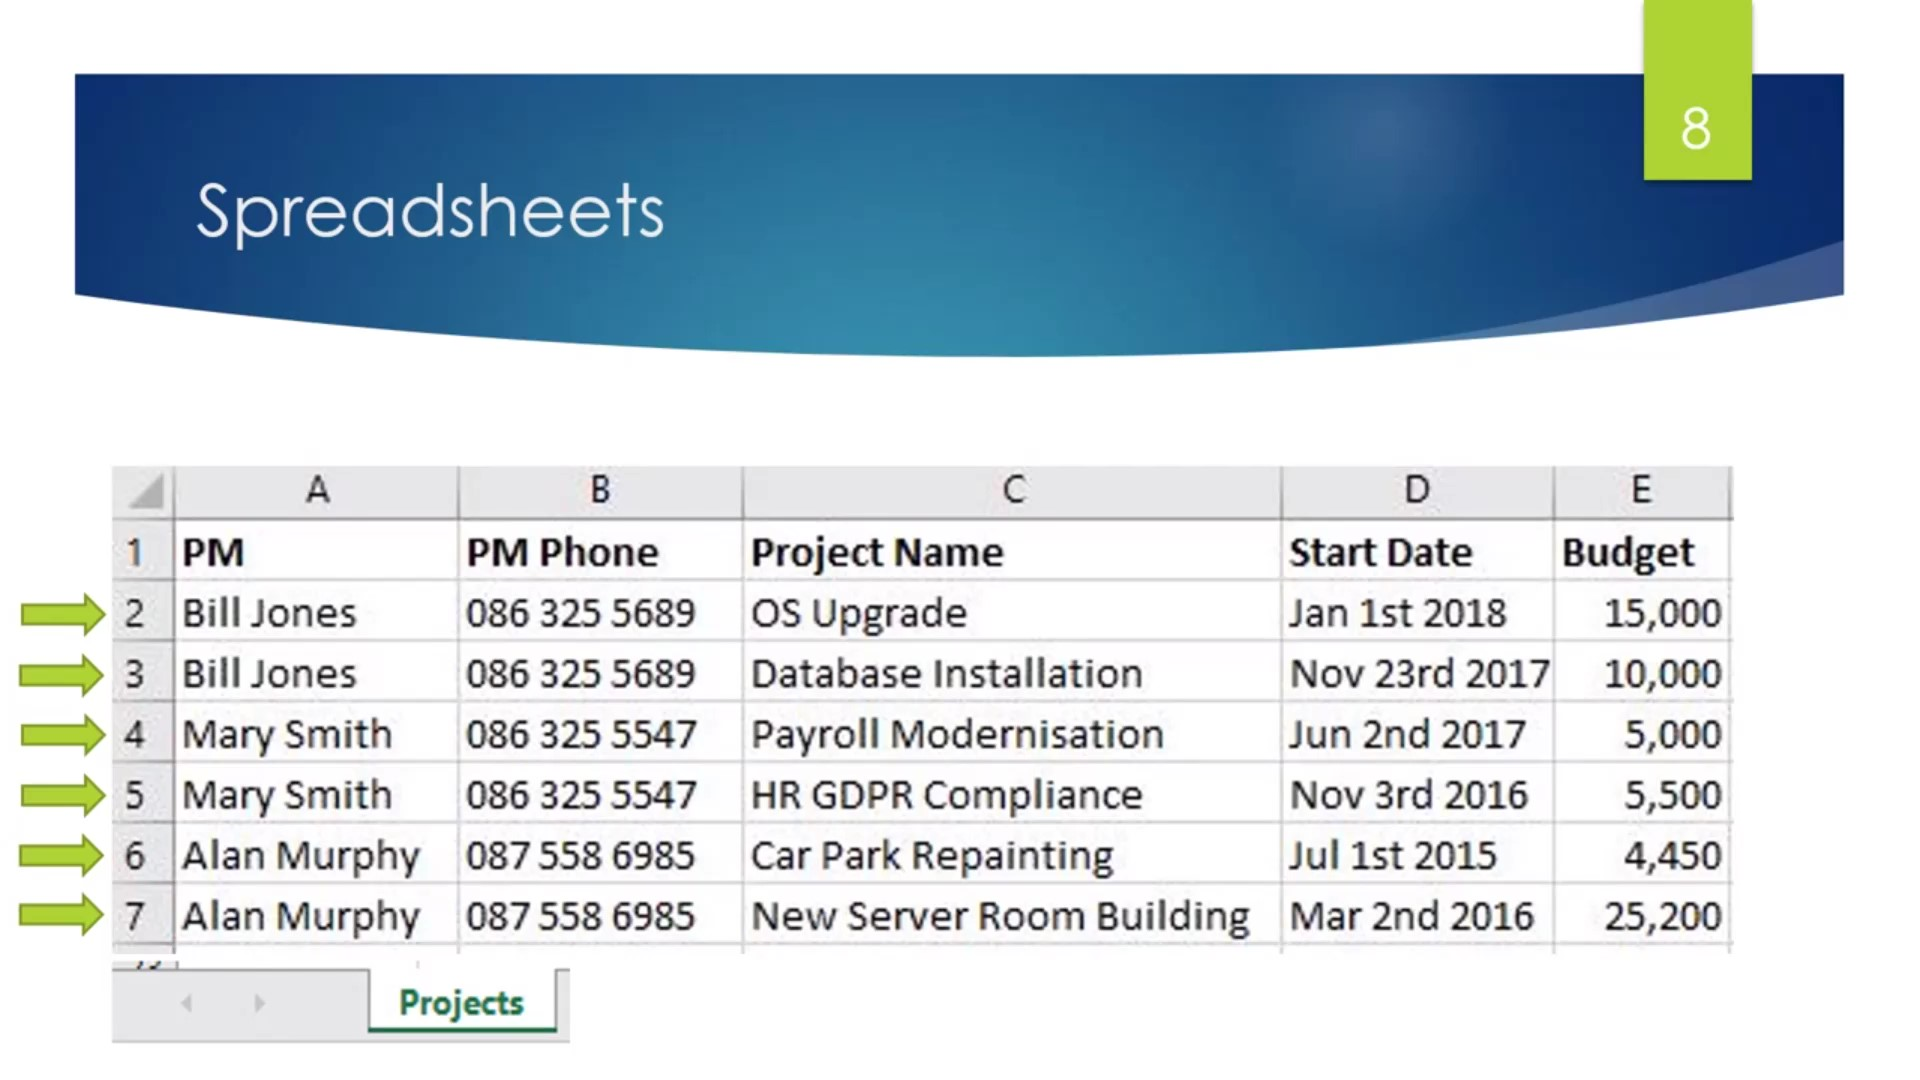 8
Spreadsheets
A B C D E
1 PM PM Phone Project Name Start Date Budget
2 Bill Jones 086 325 5689 OS Upgrade Jan 1st 2018 15,000
3 Bill Jones 086 325 5689 Database Installation Nov 23rd 2017 10,000
4 Mary Smith 086 325 5547 Payroll Modernisation Jun 2nd 2017 5,000
5 Mary Smith 086 325 5547 HR GDPR Compliance Nov 3rd 2016 5,500
6 Alan Murphy 087 558 6985 Car Park Repainting Jul 1st 2015 4,450
7 Alan Murphy 087 558 6985 New Server Room Building Mar 2nd 2016 25,200
Projects